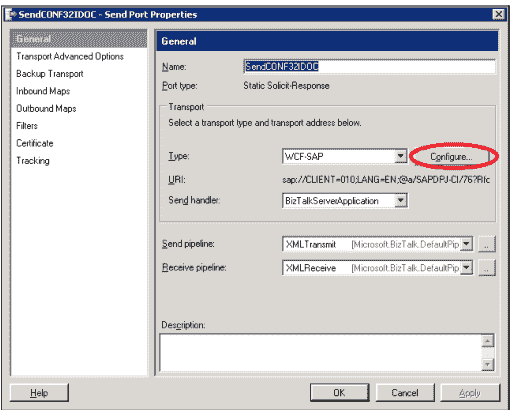 SendCONF32IDOC - Send Port Properties
General
Transport Advanced Options
Backup Transport
Inbound Maps
Outbound Maps
Filters
Certificate
Tracking
General
Name: SendCONF32IDOC
Port type: Static Solicit-Response
Transport
Select a transport type and transport address below.
Type: WCF-SAP Configure...
URI: sap://CLIENT=010;LANG=EN;@a/SAPDPJ-CI/76?Rfc
Send handler: BizTalkServerApplication
Send pipeline: XMLTransmit [Microsoft.BizTalk.DefaultPip ...
Receive pipeline: XMLReceive [Microsoft.BizTalk.DefaultPip ...
Description:
Help OK Cancel Apply